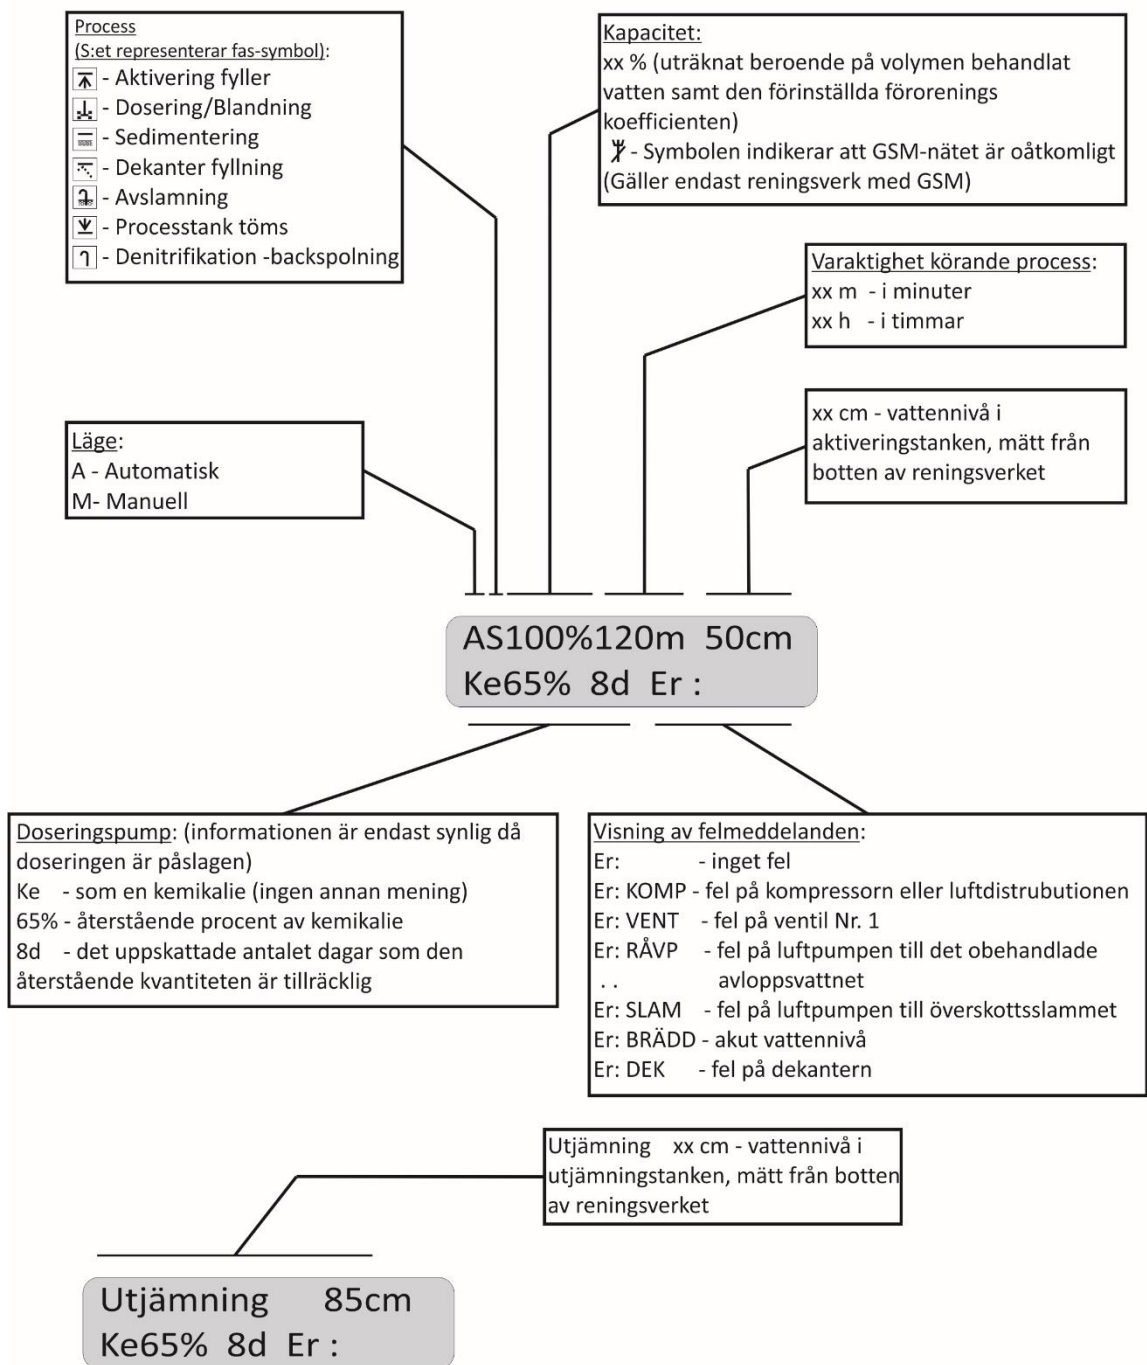 Process
(S:et representerar fas-symbol):
- Aktivering fyller
- Dosering/Blandning
- Sedimentering
- Dekanter fyllning
- Avslamning
- Processtank töms
- Denitrifikation -backspolning
Kapacitet:
xx % (uträknat beroende på volymen behandlat
vatten samt den förinställda förorenings
koefficienten)
- Symbolen indikerar att GSM-nätet är oåtkomligt
(Gäller endast reningsverk med GSM)
Varaktighet körande process:
xx m - i minuter
xx h - i timmar
xx cm - vattennivå i
aktiveringstanken, mätt från
botten av reningsverket
Läge:
A - Automatisk
M- Manuell
AS100%120m 50cm
Ke65% 8d Er :
Doseringspump: (informationen är endast synlig då
doseringen är påslagen)
Ke - som en kemikalie (ingen annan mening)
65% - återstående procent av kemikalie
8d - det uppskattade antalet dagar som den
återstående kvantiteten är tillräcklig
Visning av felmeddelanden:
Er: - inget fel
Er: KOMP - fel på kompressorn eller luftdistrubutionen
Er: VENT - fel på ventil Nr. 1
Er: RÅVP - fel på luftpumpen till det obehandlade
. . avloppsvattnet
Er: SLAM - fel på luftpumpen till överskottsslammet
Er: BRÄDD - akut vattennivå
Er: DEK - fel på dekantern
Utjämning xx cm - vattennivå i
utjämningstanken, mätt från botten
av reningsverket
Utjämning 85cm
Ke65% 8d Er :